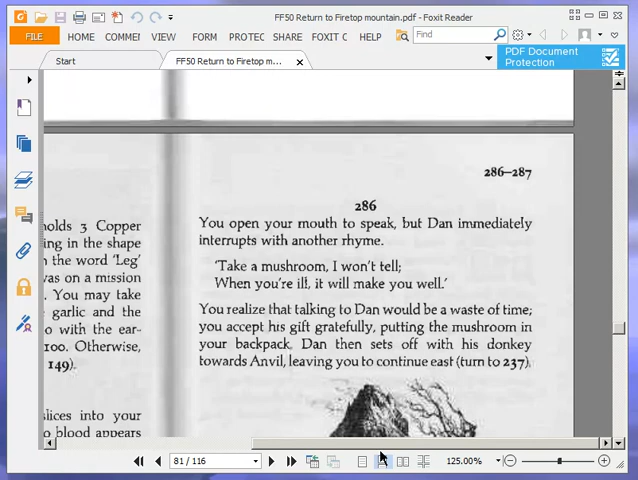 FF50 Return to Firetop mountain.pdf - Foxit Reader
FILE HOME COMMEI VIEW FORM PROTEC SHARE FOXIT C HELP Find
Start FF50 Return to Firetop m... PDF Document
Protection
286–287
286
You open your mouth to speak, but Dan immediately
interrupts with another rhyme.
'Take a mushroom, I won't tell;
When you're ill, it will make you well.'
You realize that talking to Dan would be a waste of time;
you accept his gift gratefully, putting the mushroom in
your backpack. Dan then sets off with his donkey
towards Anvil, leaving you to continue east (turn to 237).
holds 3 Copper
ing in the shape
n the word 'Leg'
was on a mission
. You may take
garlic and the
o with the ear-
100. Otherwise,
149).
slices into your
o blood appears
81 / 116 125.00%